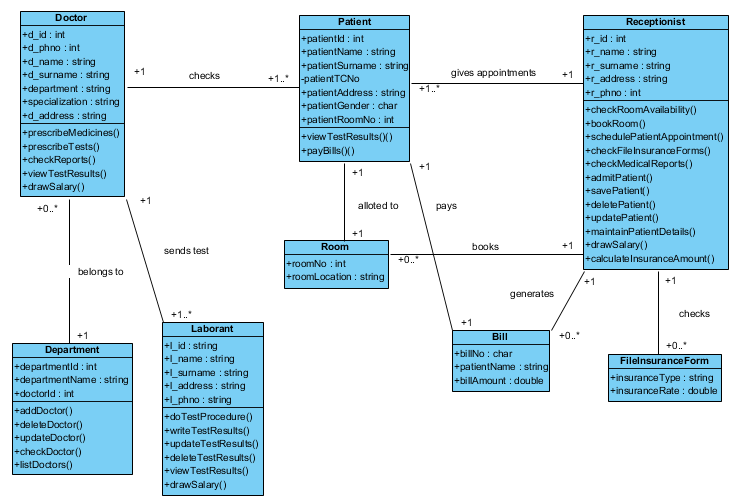 Doctor
+d_id : int
+d_phno : int
+d_name : string
+d_surname : string
+department : string
+specialization : string
+d_address : string
+prescribeMedicines()
+prescribeTests()
+checkReports()
+viewTestResults()
+drawSalary()
+1
checks
+1..*
Patient
+patientId : int
+patientName : string
+patientSurname : string
-patientTCNo
+patientAddress : string
+patientGender : char
+patientRoomNo : int
+viewTestResults()()
+payBills()()
gives appointments
+1..*
+1
Receptionist
+r_id : int
+r_name : string
+r_surname : string
+r_address : string
+r_phno : int
+checkRoomAvailability()
+bookRoom()
+schedulePatientAppointment()
+checkFileInsuranceForms()
+checkMedicalReports()
+admitPatient()
+savePatient()
+deletePatient()
+updatePatient()
+maintainPatientDetails()
+drawSalary()
+calculateInsuranceAmount()
+0..*
belongs to
+1
+1
sends test
+1..*
+1
alloted to
+1
+1
pays
+1
Room
+roomNo : int
+roomLocation : string
books
+0..*
+1
generates
+1
+0..*
+1
checks
+0..*
Department
+departmentId : int
+departmentName : string
+doctorId : int
+addDoctor()
+deleteDoctor()
+updateDoctor()
+checkDoctor()
+listDoctors()
Laborant
+l_id : string
+l_name : string
+l_surname : string
+l_address : string
+l_phno : string
+doTestProcedure()
+writeTestResults()
+updateTestResults()
+deleteTestResults()
+viewTestResults()
+drawSalary()
Bill
+billNo : char
+patientName : string
+billAmount : double
FileInsuranceForm
+insuranceType : string
+insuranceRate : double